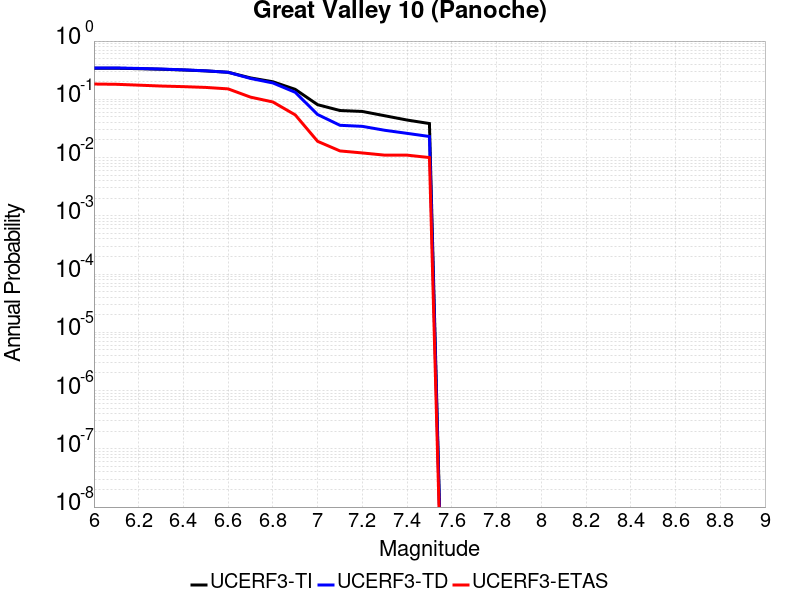 Great Valley 10 (Panoche)
10^0
10^-1
10^-2
10^-3
10^-4
10^-5
10^-6
10^-7
10^-8
Annual Probability
6 6.2 6.4 6.6 6.8 7 7.2 7.4 7.6 7.8 8 8.2 8.4 8.6 8.8 9
Magnitude
UCERF3-TI UCERF3-TD UCERF3-ETAS